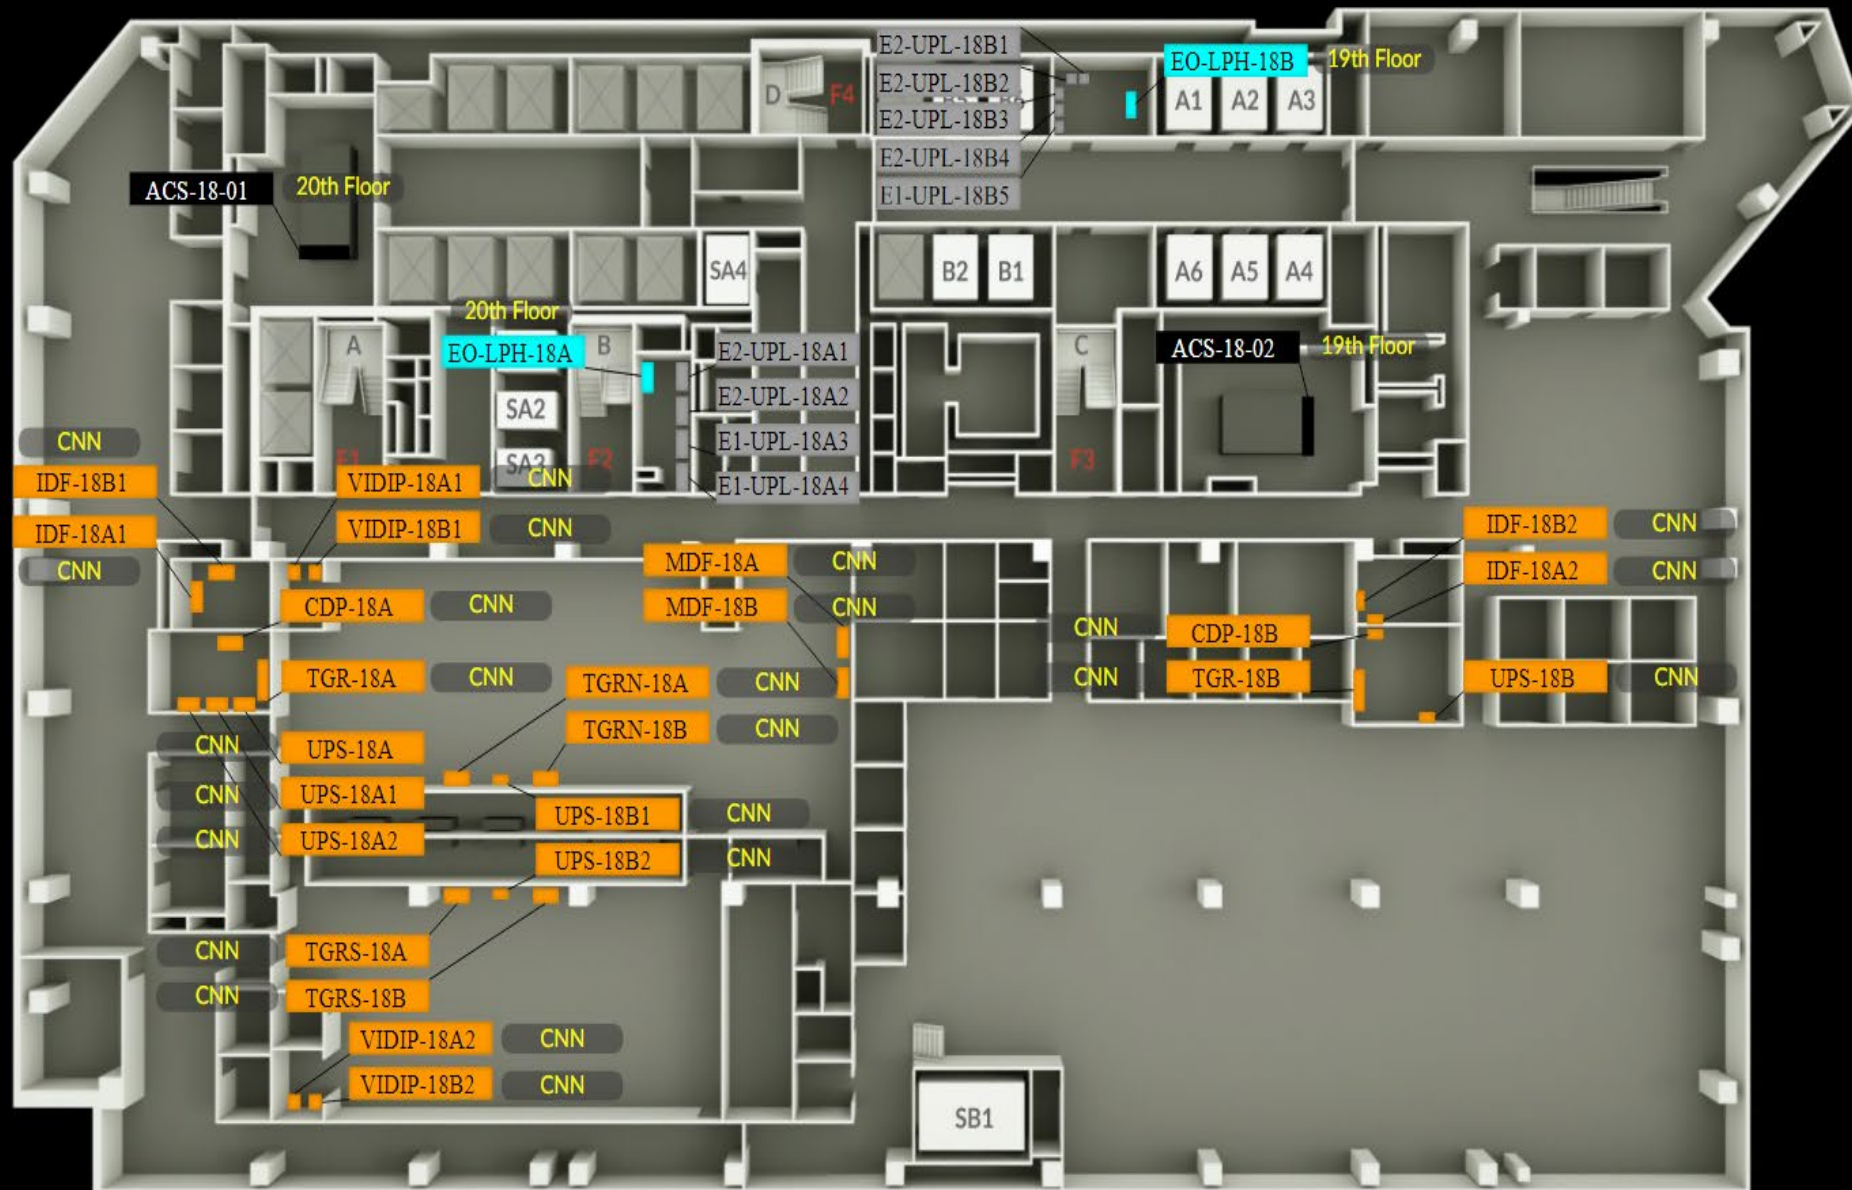 E2-UPL-18B1
E2-UPL-18B2
E2-UPL-18B3
E2-UPL-18B4
E1-UPL-18B5
EO-LPH-18B
19th Floor
D
F4
A1
A2
A3
ACS-18-01
20th Floor
SA4
B2
B1
A6
A5
A4
20th Floor
EO-LPH-18A
A
B
C
E2-UPL-18A1
E2-UPL-18A2
E1-UPL-18A3
E1-UPL-18A4
ACS-18-02
19th Floor
SA2
F1
F2
F3
CNN
IDF-18B1
IDF-18A1
CNN
VIDIP-18A1
CNN
VIDIP-18B1
CNN
MDF-18A
CNN
MDF-18B
CNN
IDF-18B2
CNN
IDF-18A2
CNN
CDP-18A
CNN
CNN
CDP-18B
TGR-18A
CNN
TGRN-18A
CNN
CNN
TGR-18B
UPS-18B
CNN
TGRN-18B
CNN
CNN
UPS-18A
CNN
UPS-18A1
CNN
UPS-18A2
UPS-18B1
CNN
UPS-18B2
CNN
CNN
TGRS-18A
CNN
TGRS-18B
VIDIP-18A2
CNN
VIDIP-18B2
CNN
SB1